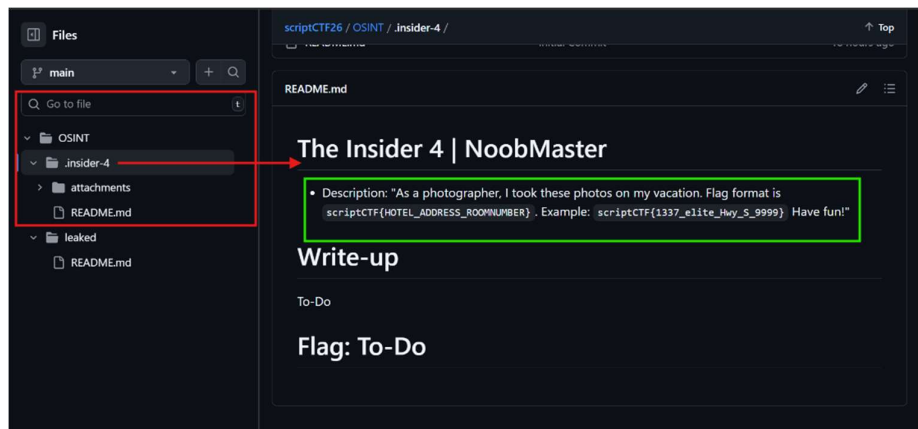 Files
main
Go to file
t
OSINT
.insider-4
attachments
README.md
leaked
README.md
scriptCTF26 / OSINT / .insider-4 /
Top
README.md
The Insider 4 | NoobMaster
Description: "As a photographer, I took these photos on my vacation. Flag format is
scriptCTF{HOTEL_ADDRESS_ROOMNUMBER} . Example: scriptCTF{1337_elite_Hwy_S_9999} Have fun!"
Write-up
To-Do
Flag: To-Do